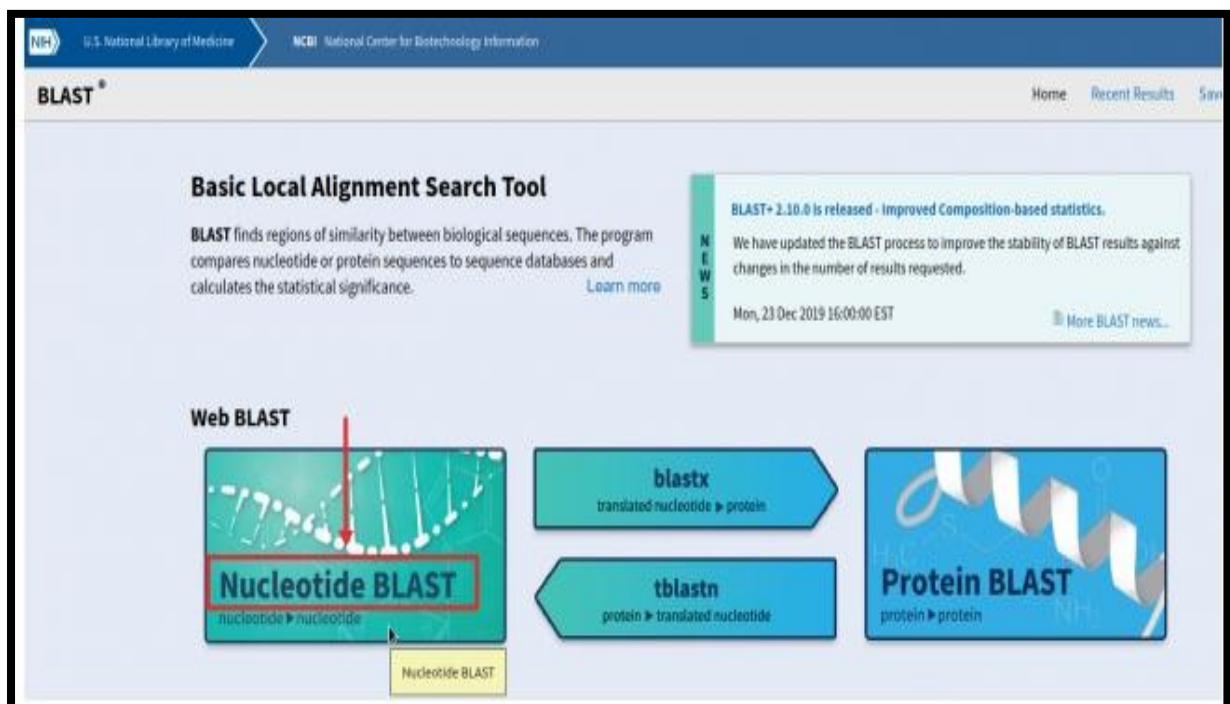 NIH U.S. National Library of Medicine NCBI National Center for Biotechnology Information
BLAST ® Home Recent Results Save
Basic Local Alignment Search Tool
BLAST finds regions of similarity between biological sequences. The program
compares nucleotide or protein sequences to sequence databases and
calculates the statistical significance. Learn more
NEWS
BLAST+ 2.10.0 is released - Improved Composition-based statistics.
We have updated the BLAST process to improve the stability of BLAST results against
changes in the number of results requested.
Mon, 23 Dec 2019 16:00:00 EST More BLAST news...
Web BLAST
Nucleotide BLAST
nucleotide ▶ nucleotide
Nucleotide BLAST
blastx
translated nucleotide ▶ protein
tblastn
protein ▶ translated nucleotide
H₃C S O NH
Protein BLAST
protein ▶ protein